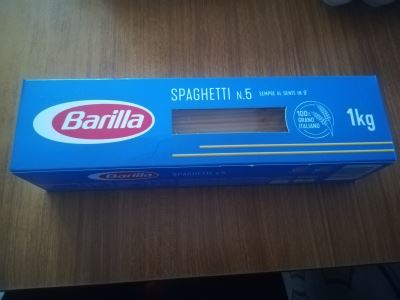 Barilla
SPAGHETTI N.5 SEMPRE AL DENTE IN 9'
100%
GRANO
ITALIANO
1kg
Barilla
SPAGHETTI N.5